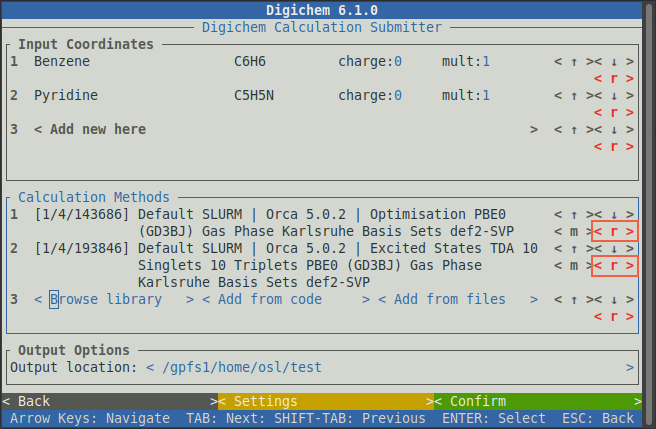 Digichem 6.1.0
Digichem Calculation Submitter
Input Coordinates
1 Benzene C6H6 charge:0 mult:1 < ↑ >< ↓ >
< r >
2 Pyridine C5H5N charge:0 mult:1 < ↑ >< ↓ >
< r >
3 < Add new here > < ↑ >< ↓ >
< r >
Calculation Methods
1 [1/4/143686] Default SLURM | Orca 5.0.2 | Optimisation PBE0 < ↑ >< ↓ >
(GD3BJ) Gas Phase Karlsruhe Basis Sets def2-SVP < m >< r >
2 [1/4/193846] Default SLURM | Orca 5.0.2 | Excited States TDA 10 < ↑ >< ↓ >
Singlets 10 Triplets PBE0 (GD3BJ) Gas Phase < m >< r >
Karlsruhe Basis Sets def2-SVP
3 < Browse library > < Add from code > < Add from files > < ↑ >< ↓ >
< r >
Output Options
Output location: < /gpfs1/home/osl/test >
< Back >< Settings >< Confirm >
Arrow Keys: Navigate TAB: Next: SHIFT-TAB: Previous ENTER: Select ESC: Back